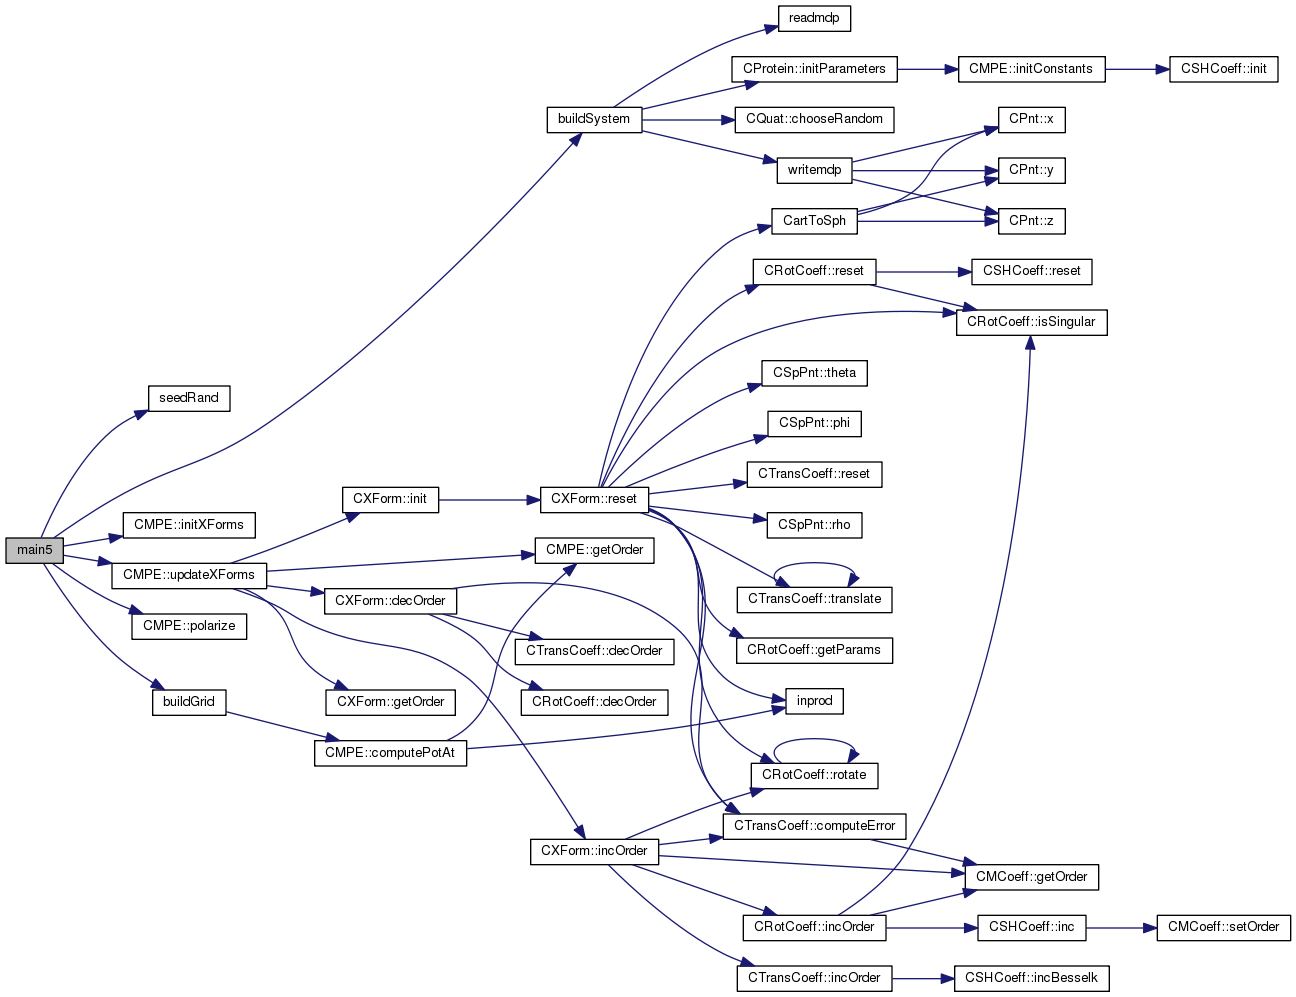 readmdp
CProtein::initParameters
CMPE::initConstants
CSHCoeff::init
buildSystem
CQuat::chooseRandom
CPnt::x
writemdp
CPnt::y
CartToSph
CPnt::z
CRotCoeff::reset
CSHCoeff::reset
CRotCoeff::isSingular
CSpPnt::theta
seedRand
CSpPnt::phi
CTransCoeff::reset
CXForm::init
CXForm::reset
CMPE::initXForms
CSpPnt::rho
main5
CMPE::getOrder
CMPE::updateXForms
CXForm::decOrder
CTransCoeff::translate
CMPE::polarize
CTransCoeff::decOrder
CRotCoeff::getParams
buildGrid
CXForm::getOrder
CRotCoeff::decOrder
inprod
CMPE::computePotAt
CRotCoeff::rotate
CTransCoeff::computeError
CXForm::incOrder
CMCoeff::getOrder
CRotCoeff::incOrder
CSHCoeff::inc
CMCoeff::setOrder
CTransCoeff::incOrder
CSHCoeff::incBesselk